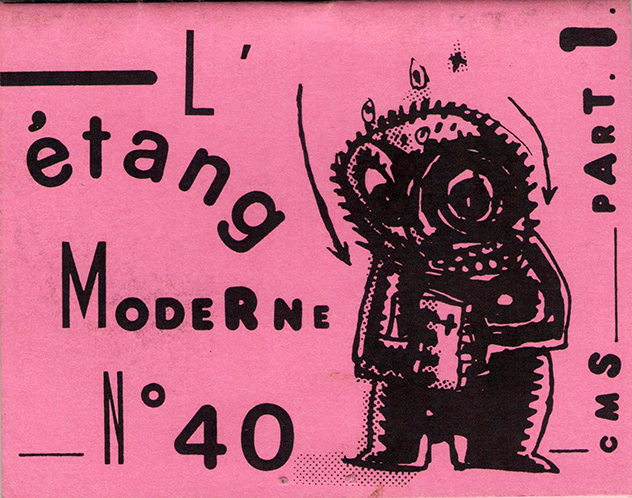 L'
étang
MODERNE
N° 40
CMS PART. 1.